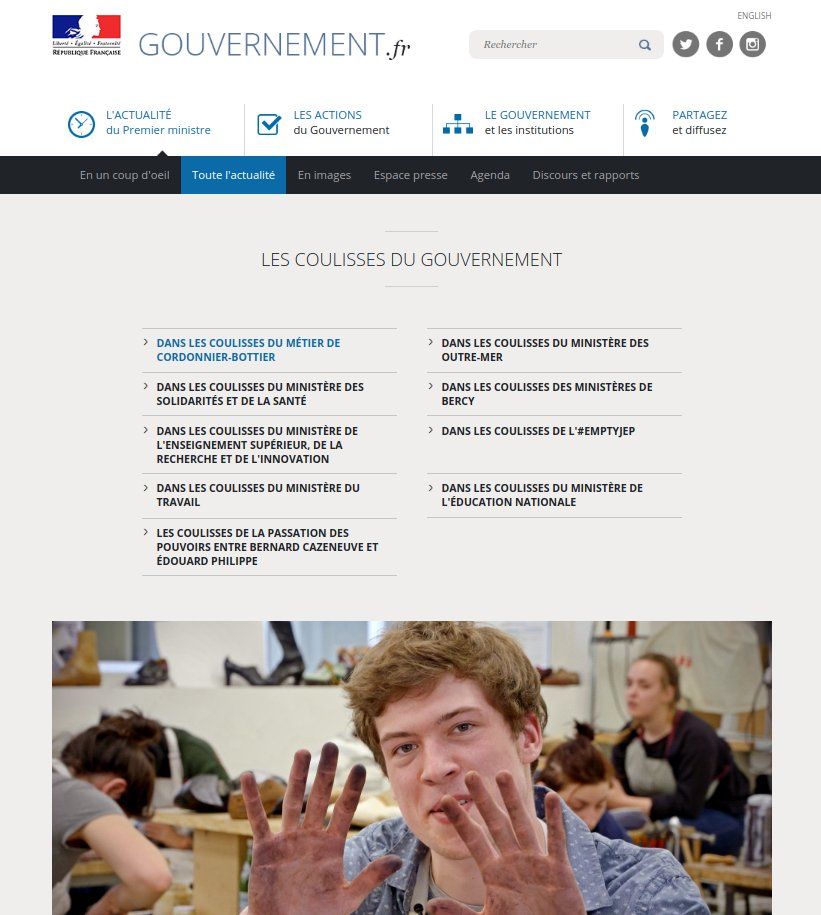 ENGLISH
Liberté • Égalité • Fraternité
RÉPUBLIQUE FRANÇAISE
GOUVERNEMENT.fr
Rechercher
L'ACTUALITÉ
du Premier ministre
LES ACTIONS
du Gouvernement
LE GOUVERNEMENT
et les institutions
PARTAGEZ
et diffusez
En un coup d'oeil
Toute l'actualité
En images
Espace presse
Agenda
Discours et rapports
LES COULISSES DU GOUVERNEMENT
DANS LES COULISSES DU MÉTIER DE
CORDONNIER-BOTTIER
DANS LES COULISSES DU MINISTÈRE DES
OUTRE-MER
DANS LES COULISSES DU MINISTÈRE DES
SOLIDARITÉS ET DE LA SANTÉ
DANS LES COULISSES DES MINISTÈRES DE
BERCY
DANS LES COULISSES DU MINISTÈRE DE
L'ENSEIGNEMENT SUPÉRIEUR, DE LA
RECHERCHE ET DE L'INNOVATION
DANS LES COULISSES DE L'#EMPTYJEP
DANS LES COULISSES DU MINISTÈRE DU
TRAVAIL
DANS LES COULISSES DU MINISTÈRE DE
L'ÉDUCATION NATIONALE
LES COULISSES DE LA PASSATION DES
POUVOIRS ENTRE BERNARD CAZENEUVE ET
ÉDOUARD PHILIPPE